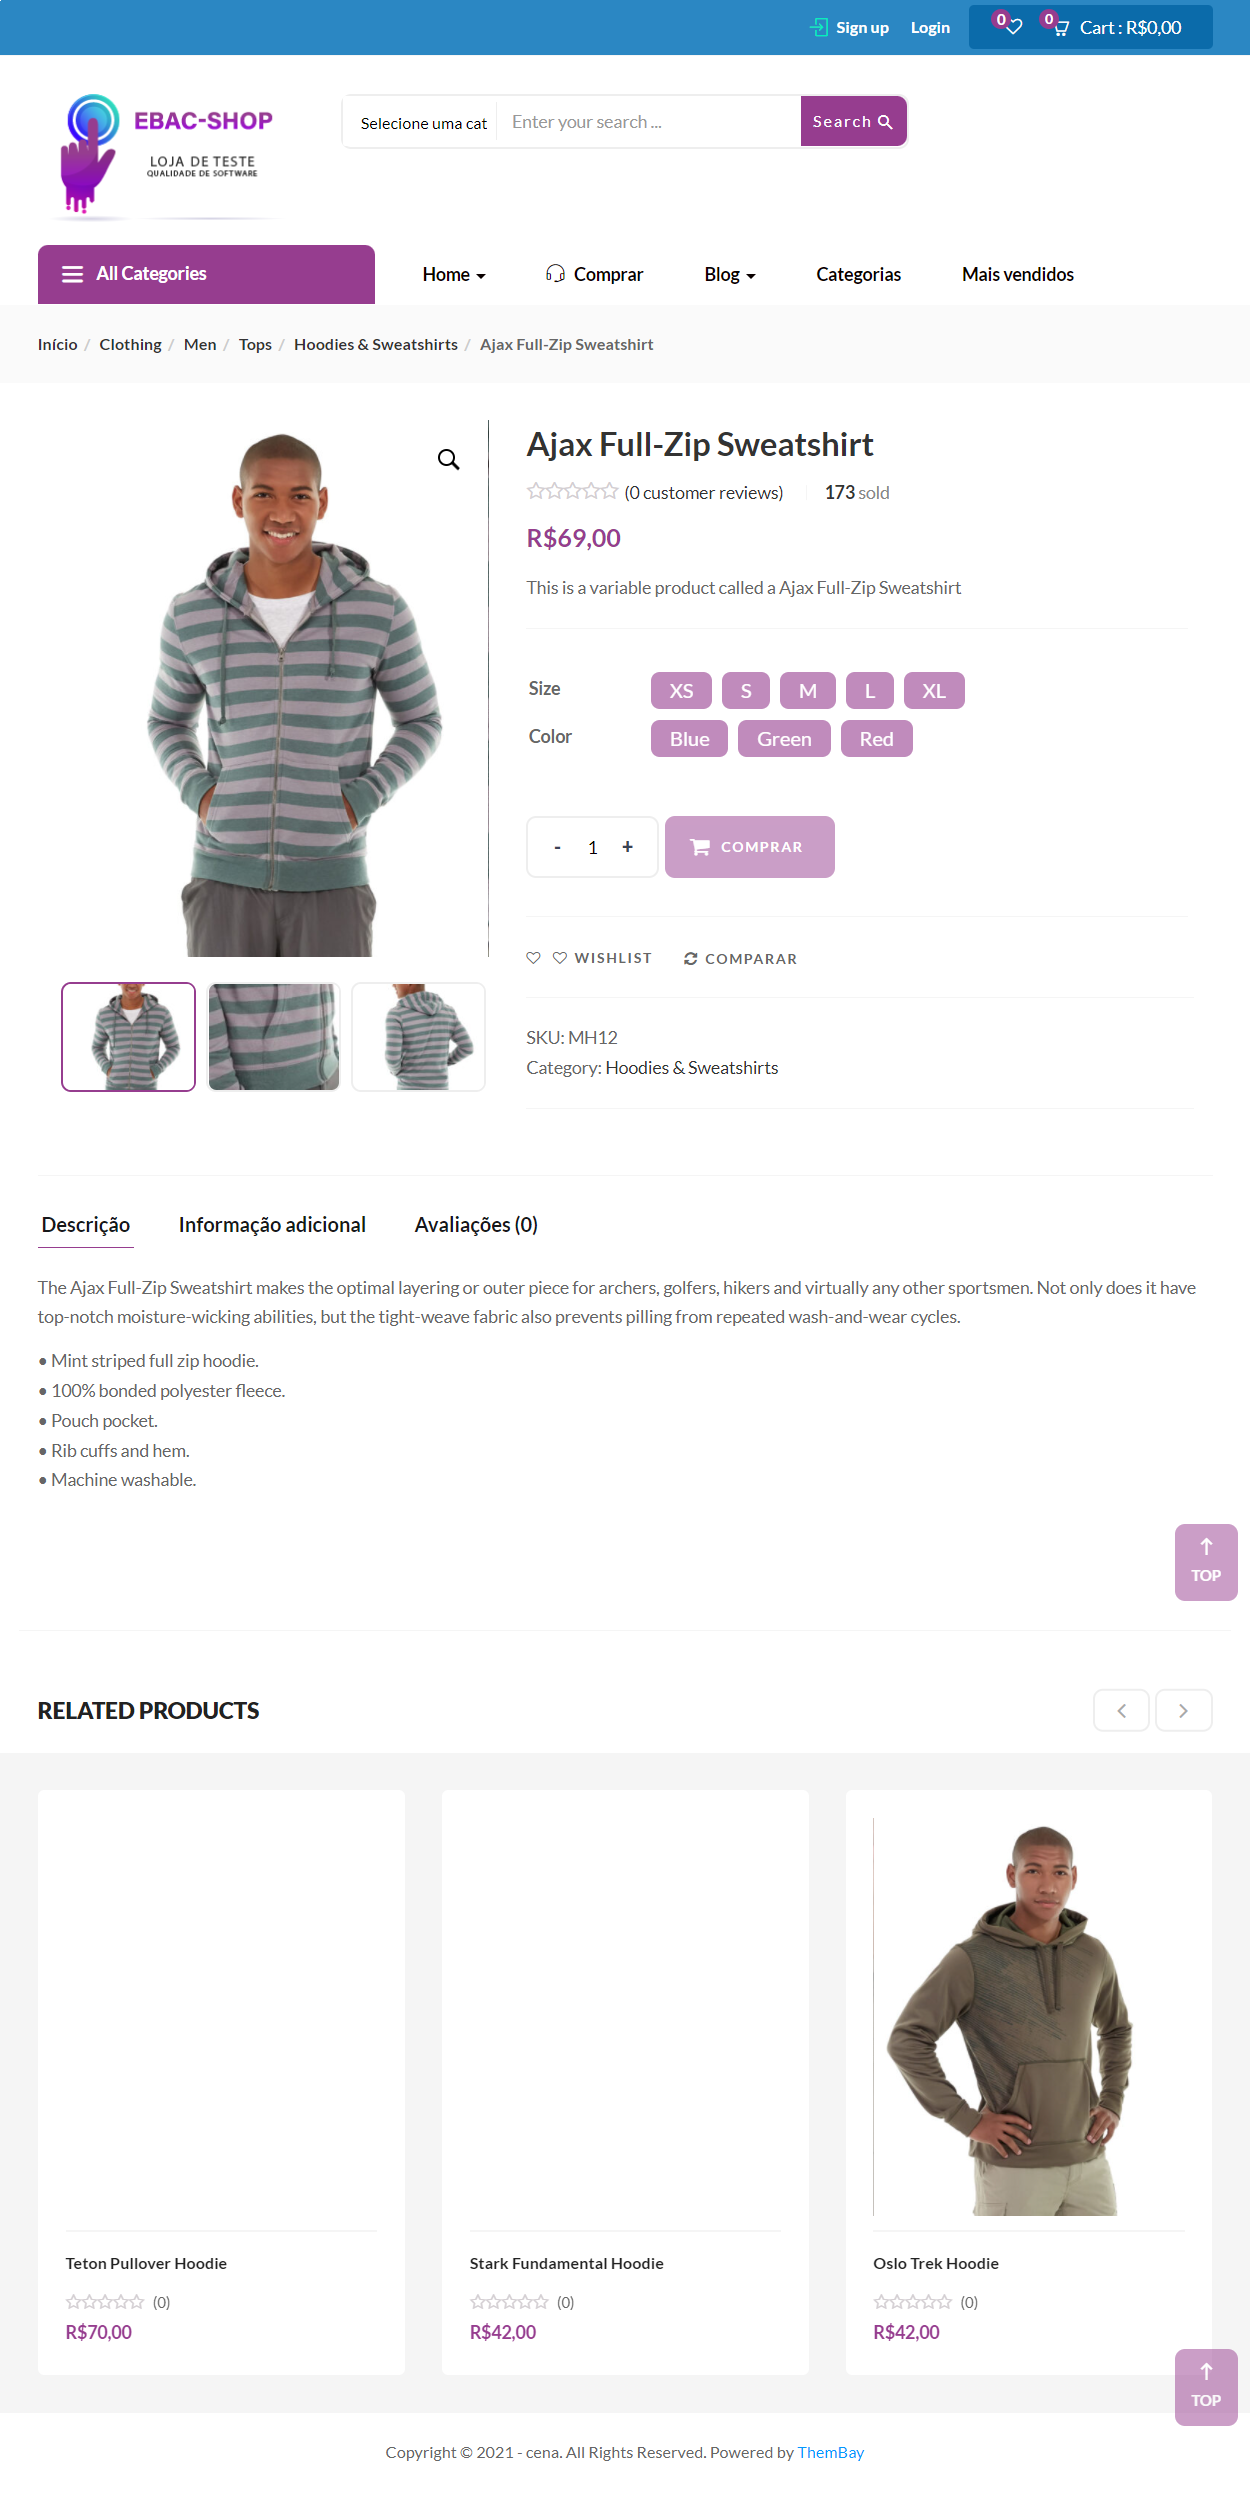 Sign up Login 0 0 Cart : R$0,00
EBAC-SHOP
LOJA DE TESTE
QUALIDADE DE SOFTWARE
Selecione uma cat Enter your search ... Search
All Categories Home Comprar Blog Categorias Mais vendidos
Início / Clothing / Men / Tops / Hoodies & Sweatshirts / Ajax Full-Zip Sweatshirt
Ajax Full-Zip Sweatshirt
(0 customer reviews) 173 sold
R$69,00
This is a variable product called a Ajax Full-Zip Sweatshirt
Size XS S M L XL
Color Blue Green Red
- 1 + COMPRAR
WISHLIST COMPARAR
SKU: MH12
Category: Hoodies & Sweatshirts
Descrição Informação adicional Avaliações (0)
The Ajax Full-Zip Sweatshirt makes the optimal layering or outer piece for archers, golfers, hikers and virtually any other sportsmen. Not only does it have
top-notch moisture-wicking abilities, but the tight-weave fabric also prevents pilling from repeated wash-and-wear cycles.
• Mint striped full zip hoodie.
• 100% bonded polyester fleece.
• Pouch pocket.
• Rib cuffs and hem.
• Machine washable.
TOP
RELATED PRODUCTS
Teton Pullover Hoodie
(0)
R$70,00
Stark Fundamental Hoodie
(0)
R$42,00
Oslo Trek Hoodie
(0)
R$42,00
TOP
Copyright © 2021 - cena. All Rights Reserved. Powered by ThemBay